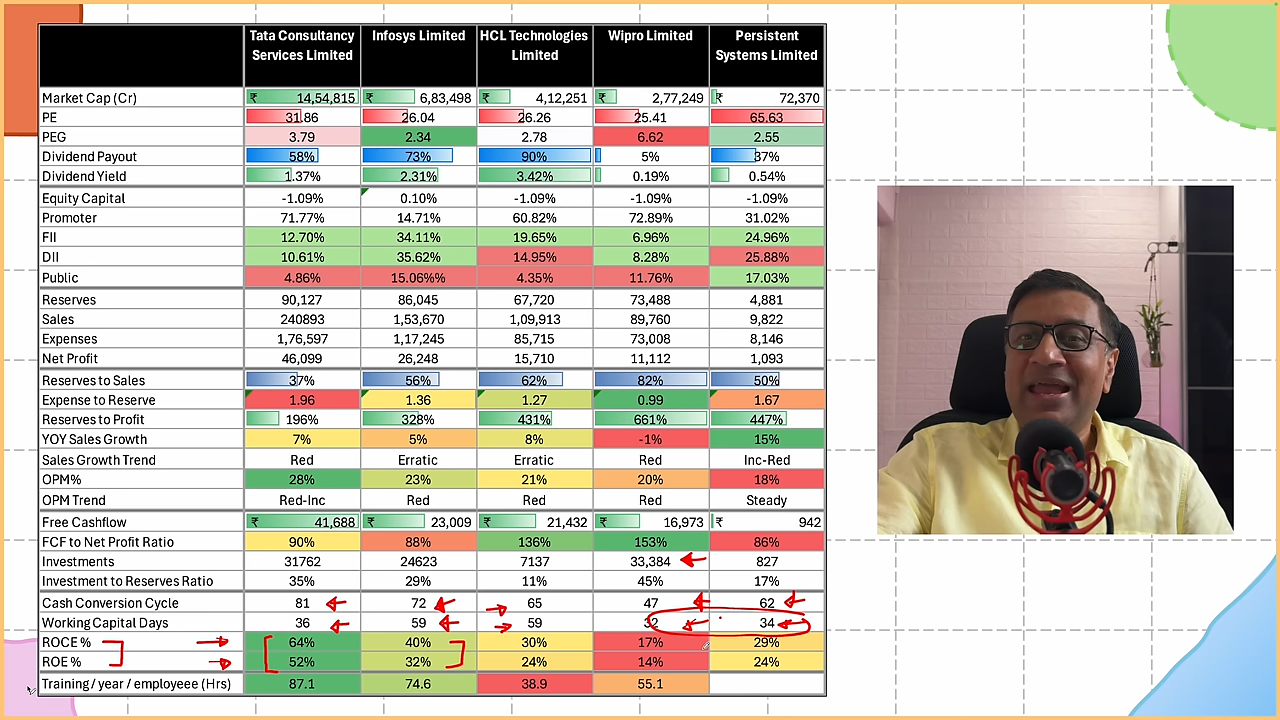 Tata Consultancy Services Limited Infosys Limited HCL Technologies Limited Wipro Limited Persistent Systems Limited
Market Cap (Cr) ₹ 14,54,815 ₹ 6,83,498 ₹ 4,12,251 ₹ 2,77,249 ₹ 72,370
PE 31.86 26.04 26.26 25.41 65.63
PEG 3.79 2.34 2.78 6.62 2.55
Dividend Payout 58% 73% 90% 5% 37%
Dividend Yield 1.37% 2.31% 3.42% 0.19% 0.54%
Equity Capital -1.09% 0.10% -1.09% -1.09% -1.09%
Promoter 71.77% 14.71% 60.82% 72.89% 31.02%
FII 12.70% 34.11% 19.65% 6.96% 24.96%
DII 10.61% 35.62% 14.95% 8.28% 25.88%
Public 4.86% 15.06%% 4.35% 11.76% 17.03%
Reserves 90,127 86,045 67,720 73,488 4,881
Sales 240893 1,53,670 1,09,913 89,760 9,822
Expenses 1,76,597 1,17,245 85,715 73,008 8,146
Net Profit 46,099 26,248 15,710 11,112 1,093
Reserves to Sales 37% 56% 62% 82% 50%
Expense to Reserve 1.96 1.36 1.27 0.99 1.67
Reserves to Profit 196% 328% 431% 661% 447%
YOY Sales Growth 7% 5% 8% -1% 15%
Sales Growth Trend Red Erratic Erratic Red Inc-Red
OPM% 28% 23% 21% 20% 18%
OPM Trend Red-Inc Red Red Red Steady
Free Cashflow ₹ 41,688 ₹ 23,009 ₹ 21,432 ₹ 16,973 ₹ 942
FCF to Net Profit Ratio 90% 88% 136% 153% 86%
Investments 31762 24623 7137 33,384 827
Investment to Reserves Ratio 35% 29% 11% 45% 17%
Cash Conversion Cycle 81 72 65 47 62
Working Capital Days 36 59 59 32 34
ROCE % 64% 40% 30% 17% 29%
ROE % 52% 32% 24% 14% 24%
Training / year / employeee (Hrs) 87.1 74.6 38.9 55.1